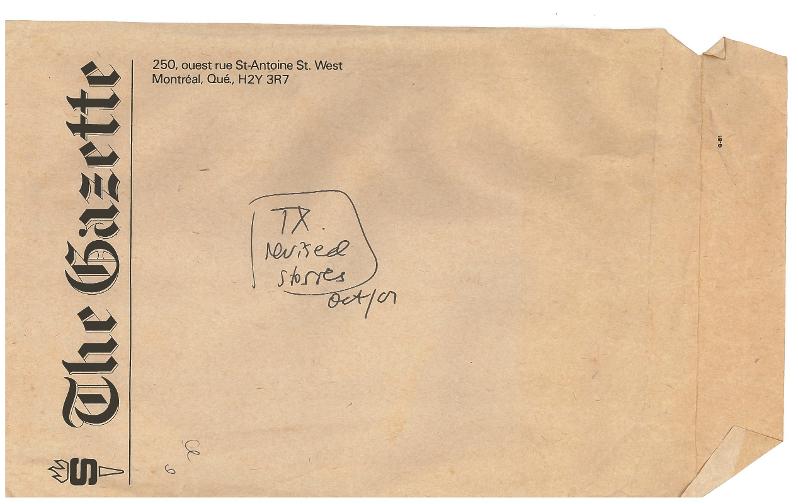 The Gazette
250, ouest rue St-Antoine St. West
Montréal, Qué., H2Y 3R7
TX.
revised
stories
Oct/01